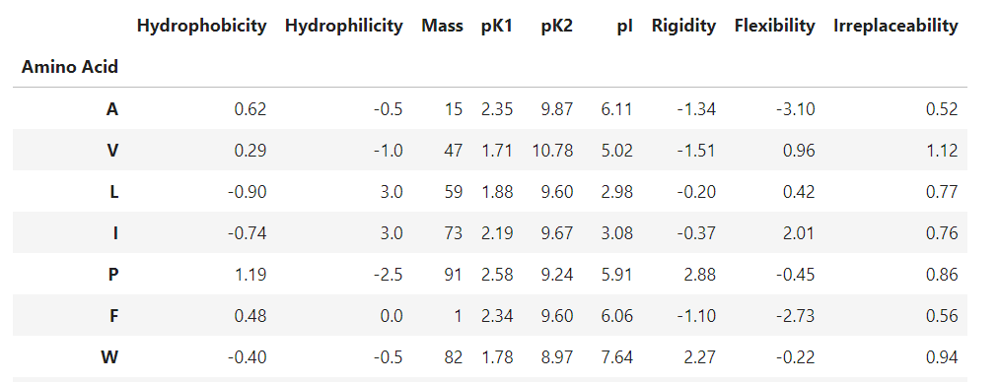 Hydrophobicity Hydrophilicity Mass pK1 pK2 pI Rigidity Flexibility Irreplaceability
Amino Acid
A 0.62 -0.5 15 2.35 9.87 6.11 -1.34 -3.10 0.52
V 0.29 -1.0 47 1.71 10.78 5.02 -1.51 0.96 1.12
L -0.90 3.0 59 1.88 9.60 2.98 -0.20 0.42 0.77
I -0.74 3.0 73 2.19 9.67 3.08 -0.37 2.01 0.76
P 1.19 -2.5 91 2.58 9.24 5.91 2.88 -0.45 0.86
F 0.48 0.0 1 2.34 9.60 6.06 -1.10 -2.73 0.56
W -0.40 -0.5 82 1.78 8.97 7.64 2.27 -0.22 0.94